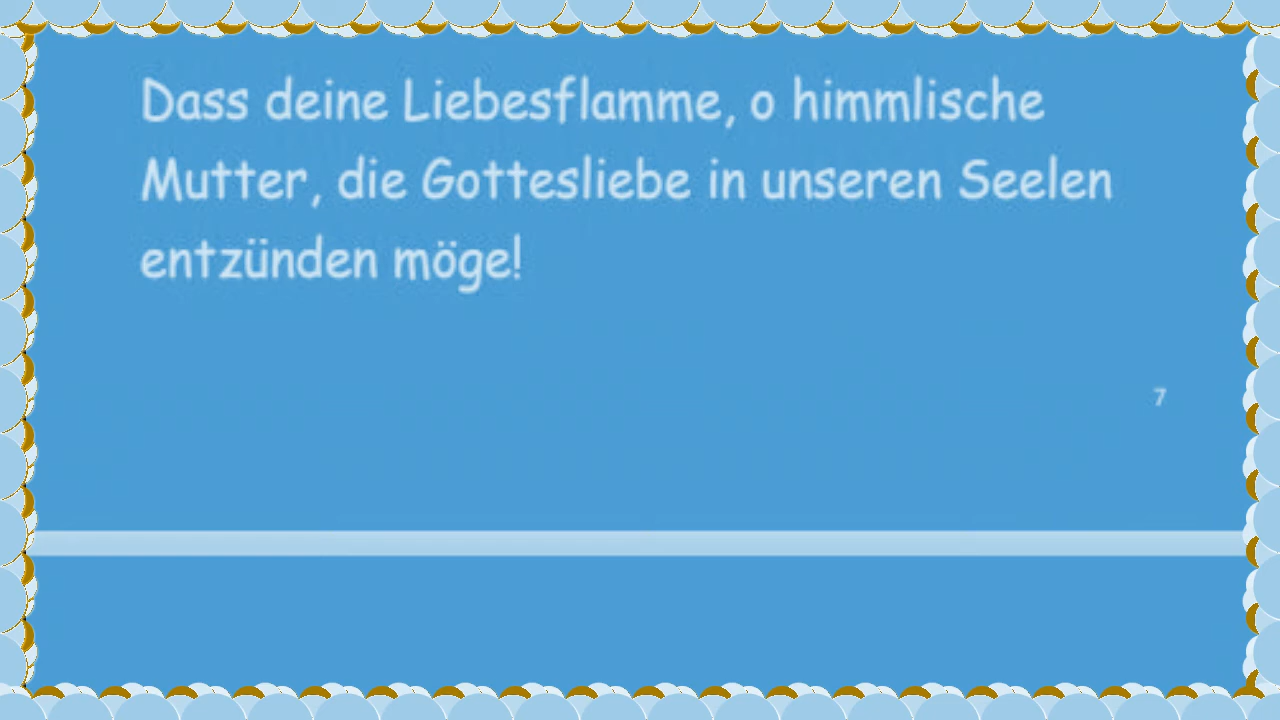 Dass deine Liebesflamme, o himmlische
Mutter, die Gottesliebe in unseren Seelen
entzünden möge!
7